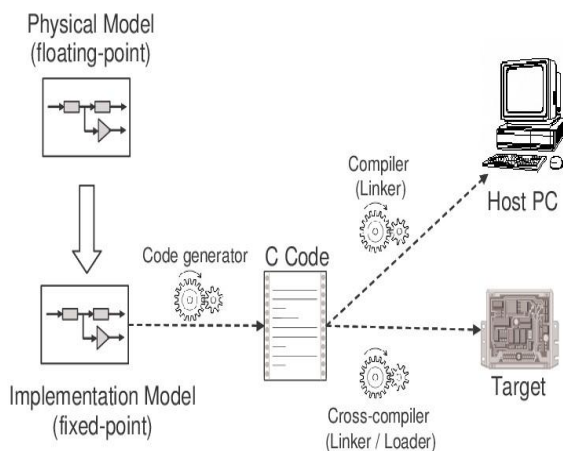 Physical Model
(floating-point)
Compiler
(Linker)
Host PC
Code generator
C Code
Implementation Model
(fixed-point)
Cross-compiler
(Linker / Loader)
Target